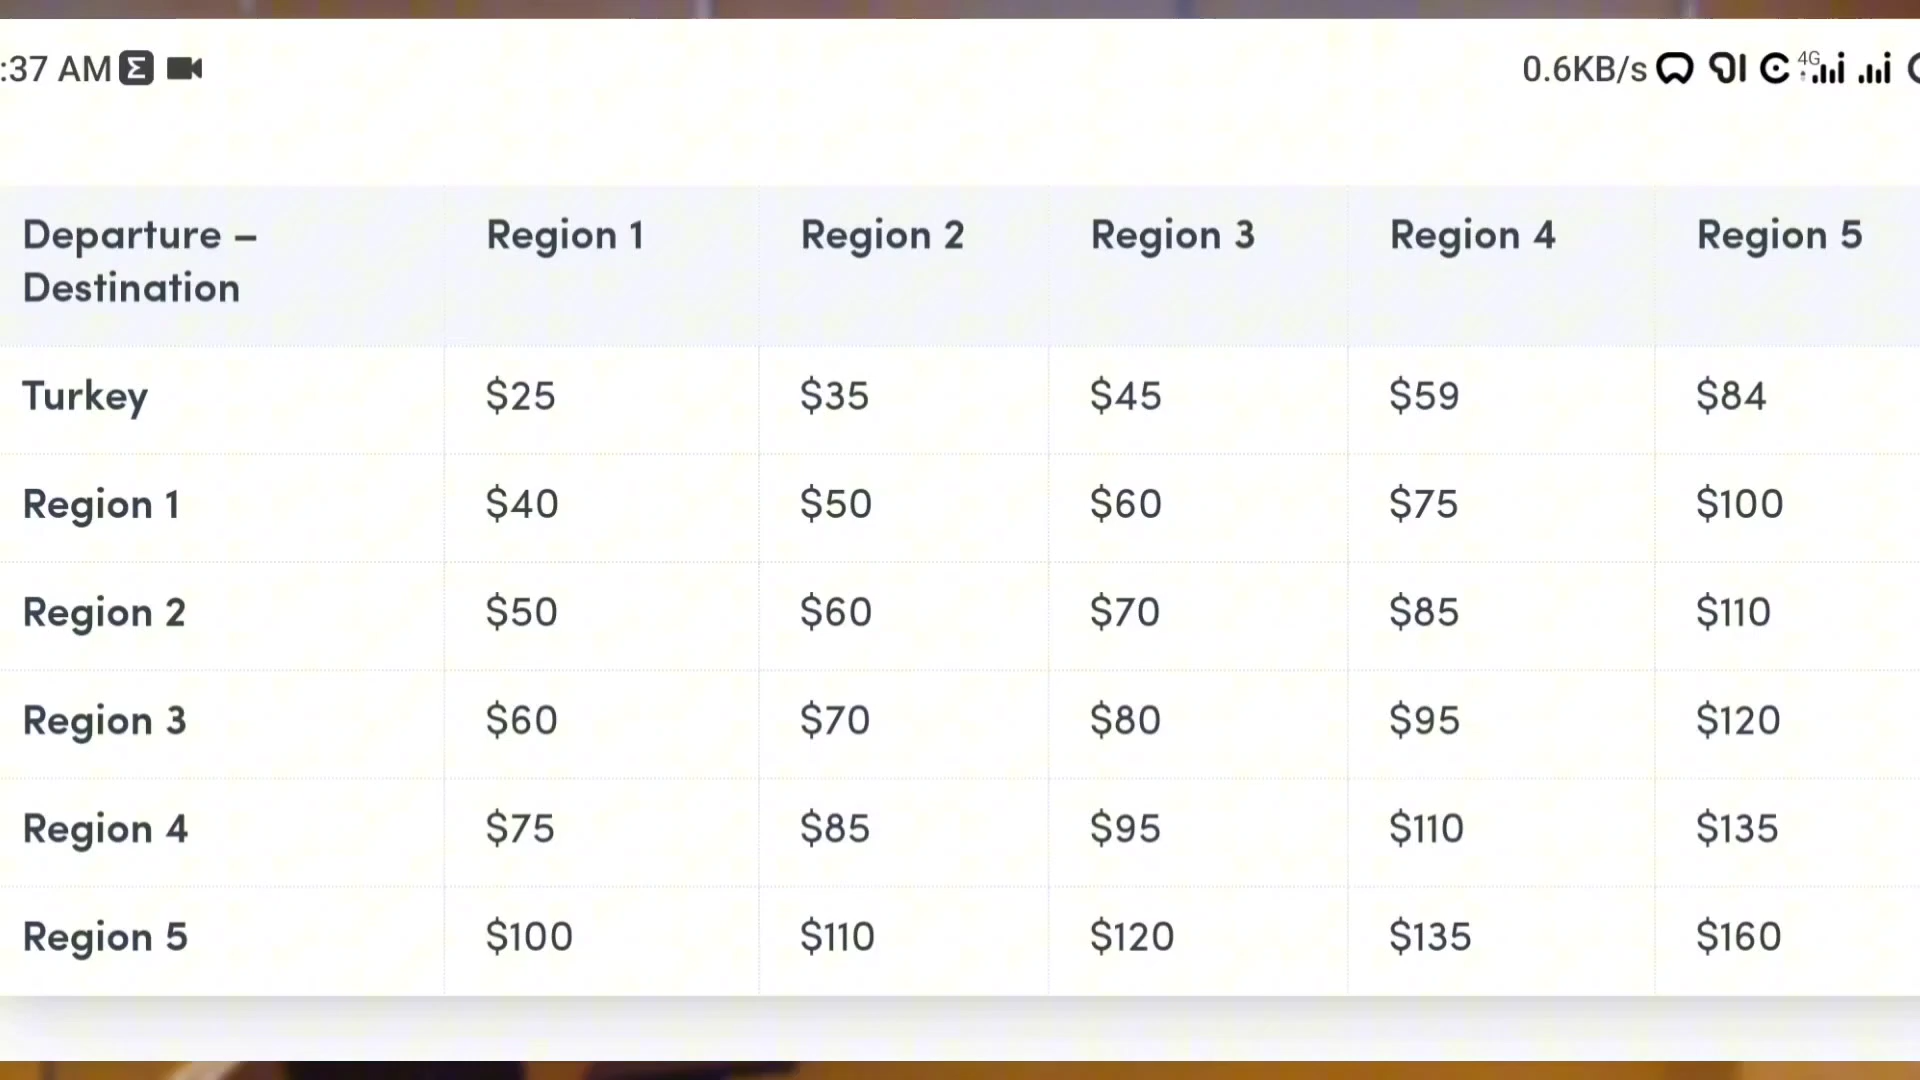 :37 AM
0.6KB/s 4G
Departure –
Destination
Region 1 Region 2 Region 3 Region 4 Region 5
Turkey $25 $35 $45 $59 $84
Region 1 $40 $50 $60 $75 $100
Region 2 $50 $60 $70 $85 $110
Region 3 $60 $70 $80 $95 $120
Region 4 $75 $85 $95 $110 $135
Region 5 $100 $110 $120 $135 $160